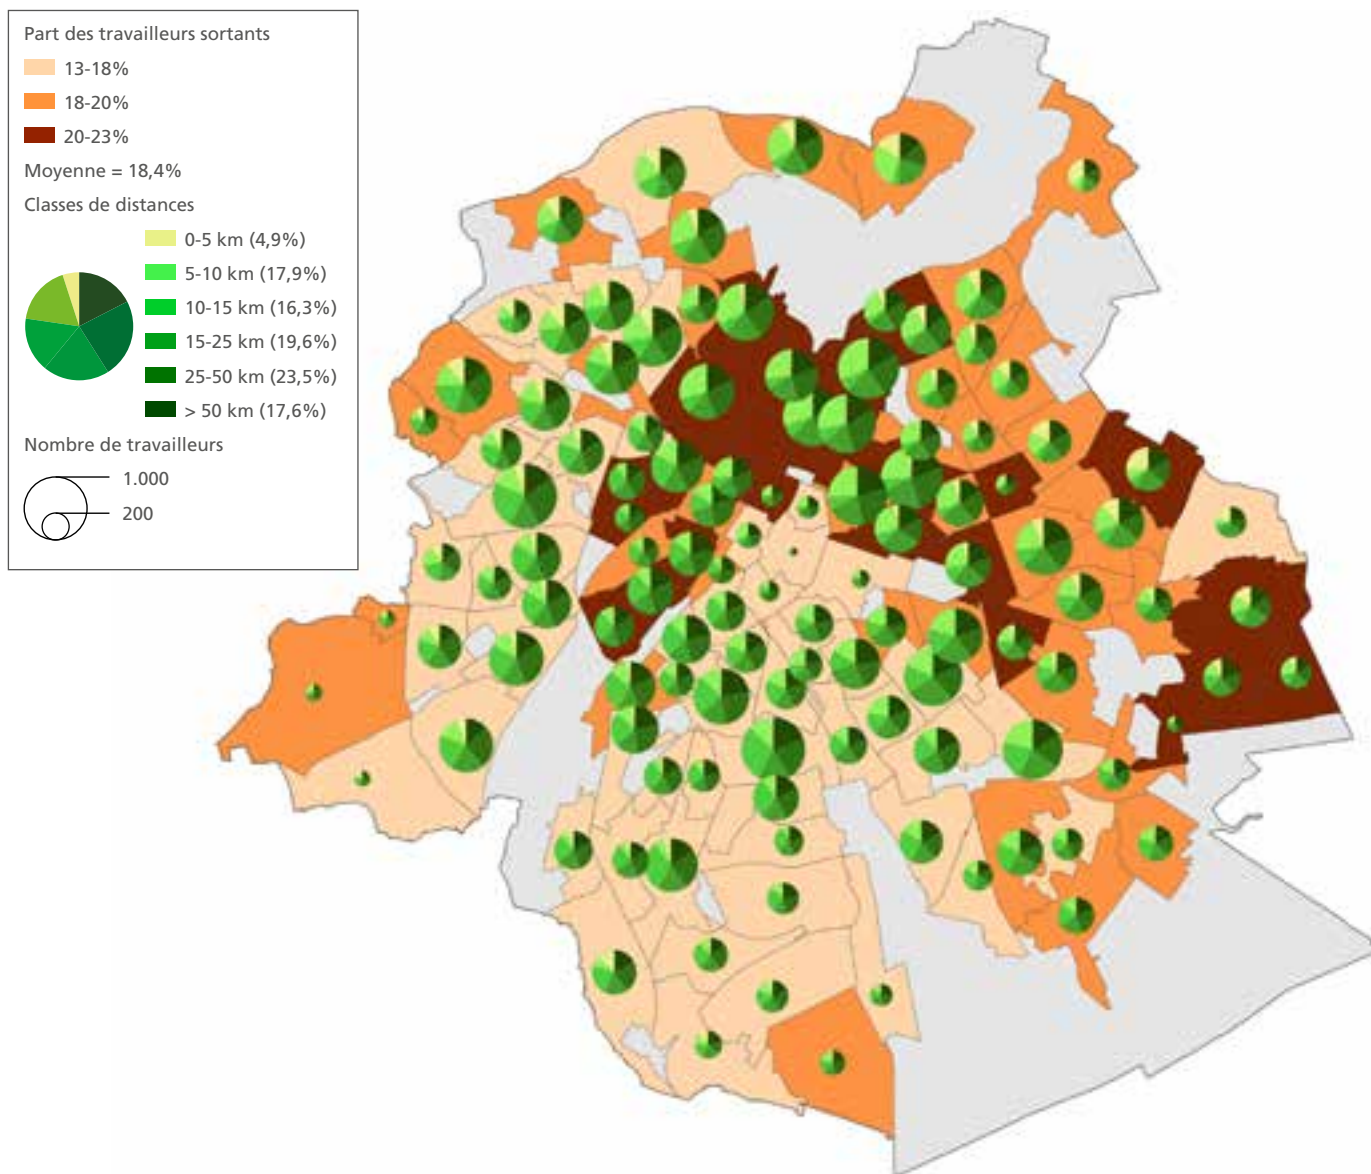 Part des travailleurs sortants
13-18%
18-20%
20-23%
Moyenne = 18,4%
Classes de distances
0-5 km (4,9%)
5-10 km (17,9%)
10-15 km (16,3%)
15-25 km (19,6%)
25-50 km (23,5%)
> 50 km (17,6%)
Nombre de travailleurs
1.000
200